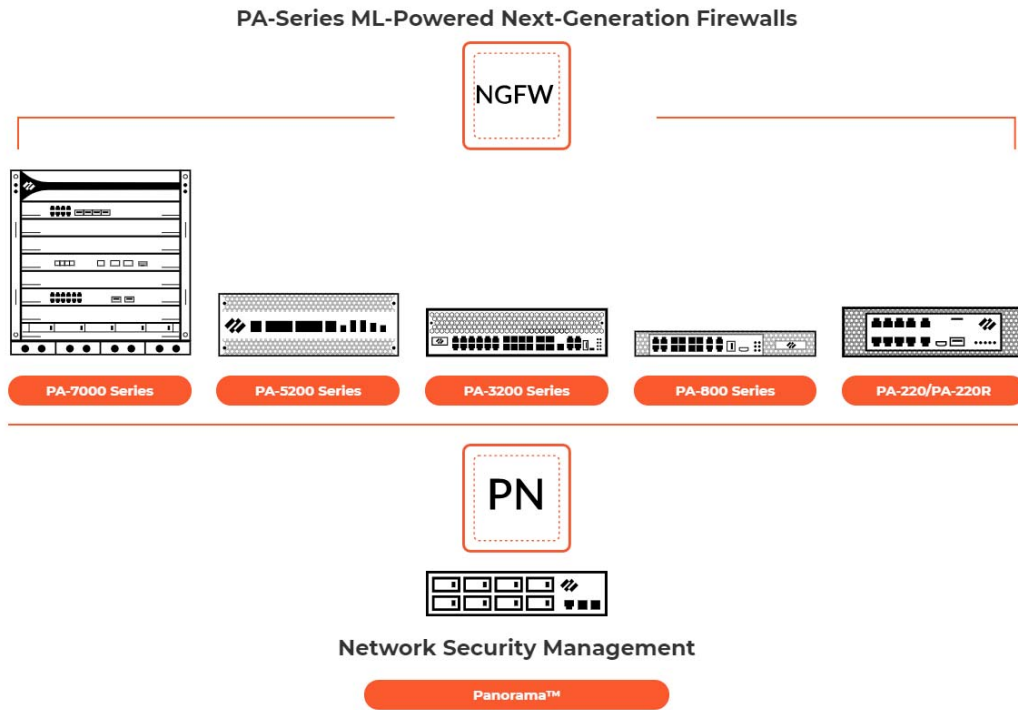 PA-Series ML-Powered Next-Generation Firewalls
NGFW
PA-7000 Series
PA-5200 Series
PA-3200 Series
PA-800 Series
PA-220/PA-220R
PN
Network Security Management
Panorama™